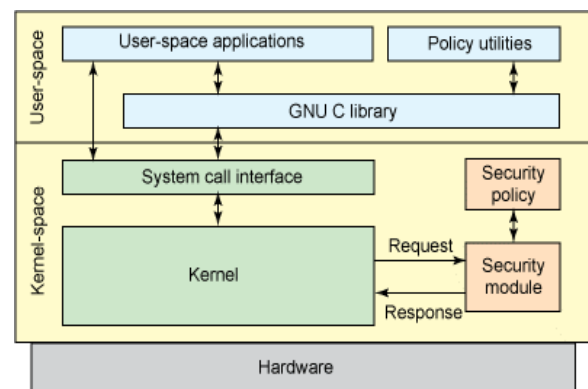 User-space
User-space applications
Policy utilities
GNU C library
Kernel-space
System call interface
Security
policy
Kernel
Request
Response
Security
module
Hardware